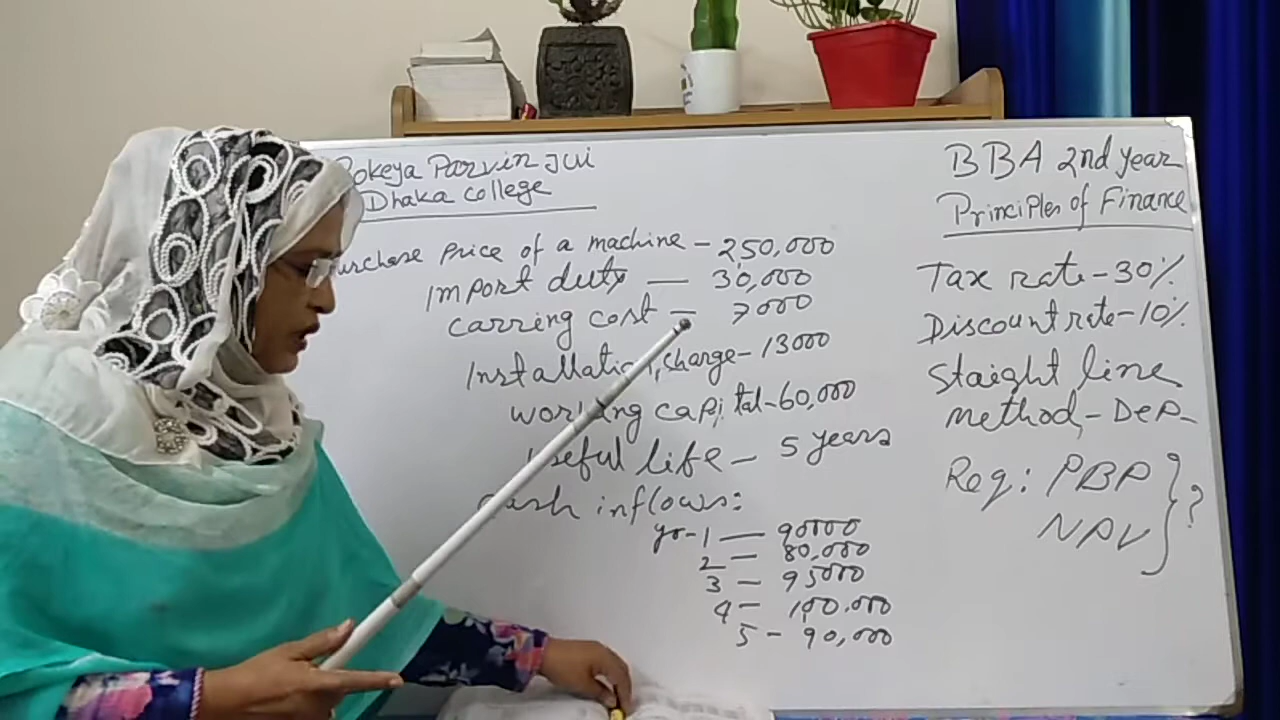 Rokeya Parvin Jui
Dhaka College
BBA 2nd Year
Principles of Finance
Purchase Price of a machine - 250,000
Import duty — 30,000
Carring cost — 7000
Installation charge - 13000
working capital - 60,000
useful life - 5 years
Cash inflows:
yr-1 — 90000
2 — 80,000
3 — 95000
4 - 100,000
5 - 90,000
Tax rate - 30%
Discount rate - 10%
Staight line
method - Dep.
Req: PBP
NPV } ?